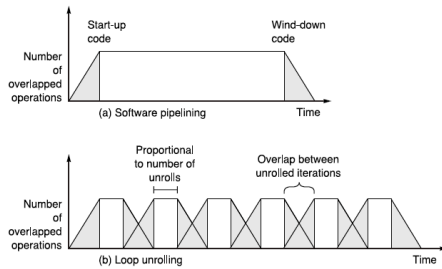 Start-up
code
Wind-down
code
Number
of
overlapped
operations
(a) Software pipelining
Time
Proportional
to number of
unrolls
Overlap between
unrolled iterations
Number
of
overlapped
operations
(b) Loop unrolling
Time